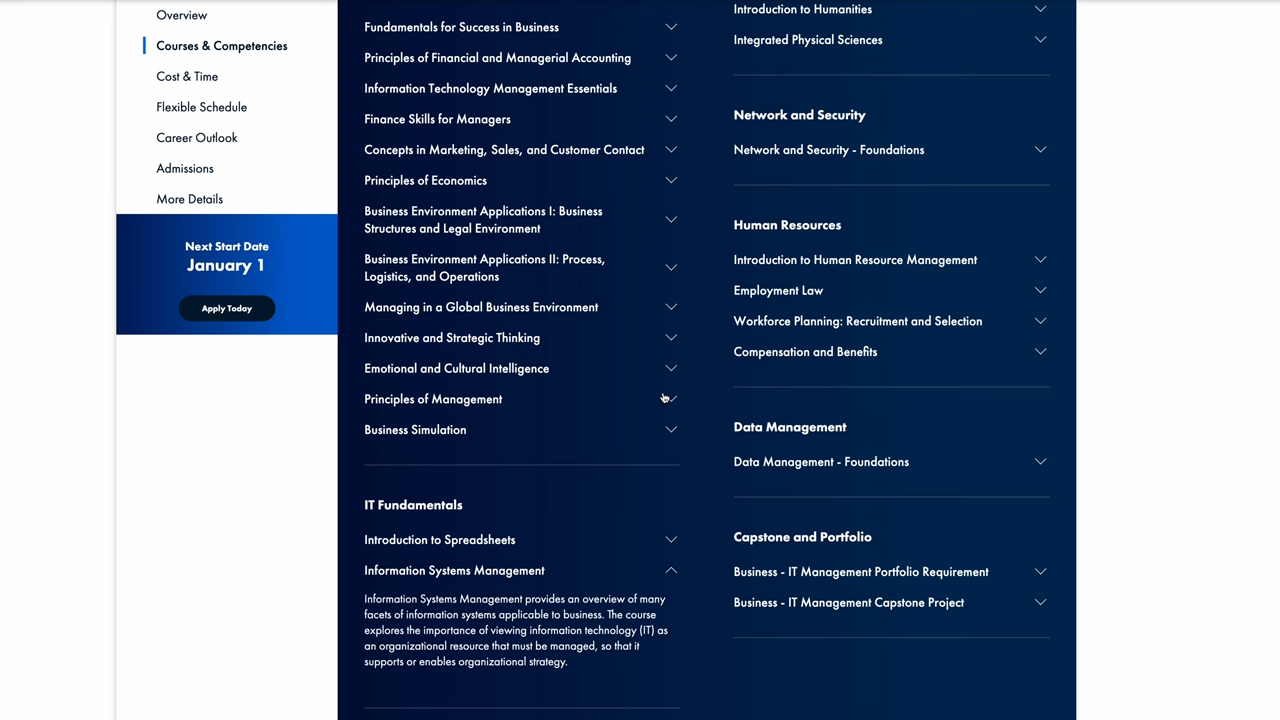 Overview
Courses & Competencies
Cost & Time
Flexible Schedule
Career Outlook
Admissions
More Details
Next Start Date
January 1
Apply Today
Fundamentals for Success in Business
Principles of Financial and Managerial Accounting
Information Technology Management Essentials
Finance Skills for Managers
Concepts in Marketing, Sales, and Customer Contact
Principles of Economics
Business Environment Applications I: Business
Structures and Legal Environment
Business Environment Applications II: Process,
Logistics, and Operations
Managing in a Global Business Environment
Innovative and Strategic Thinking
Emotional and Cultural Intelligence
Principles of Management
Business Simulation
IT Fundamentals
Introduction to Spreadsheets
Information Systems Management
Information Systems Management provides an overview of many
facets of information systems applicable to business. The course
explores the importance of viewing information technology (IT) as
an organizational resource that must be managed, so that it
supports or enables organizational strategy.
Introduction to Humanities
Integrated Physical Sciences
Network and Security
Network and Security - Foundations
Human Resources
Introduction to Human Resource Management
Employment Law
Workforce Planning: Recruitment and Selection
Compensation and Benefits
Data Management
Data Management - Foundations
Capstone and Portfolio
Business - IT Management Portfolio Requirement
Business - IT Management Capstone Project